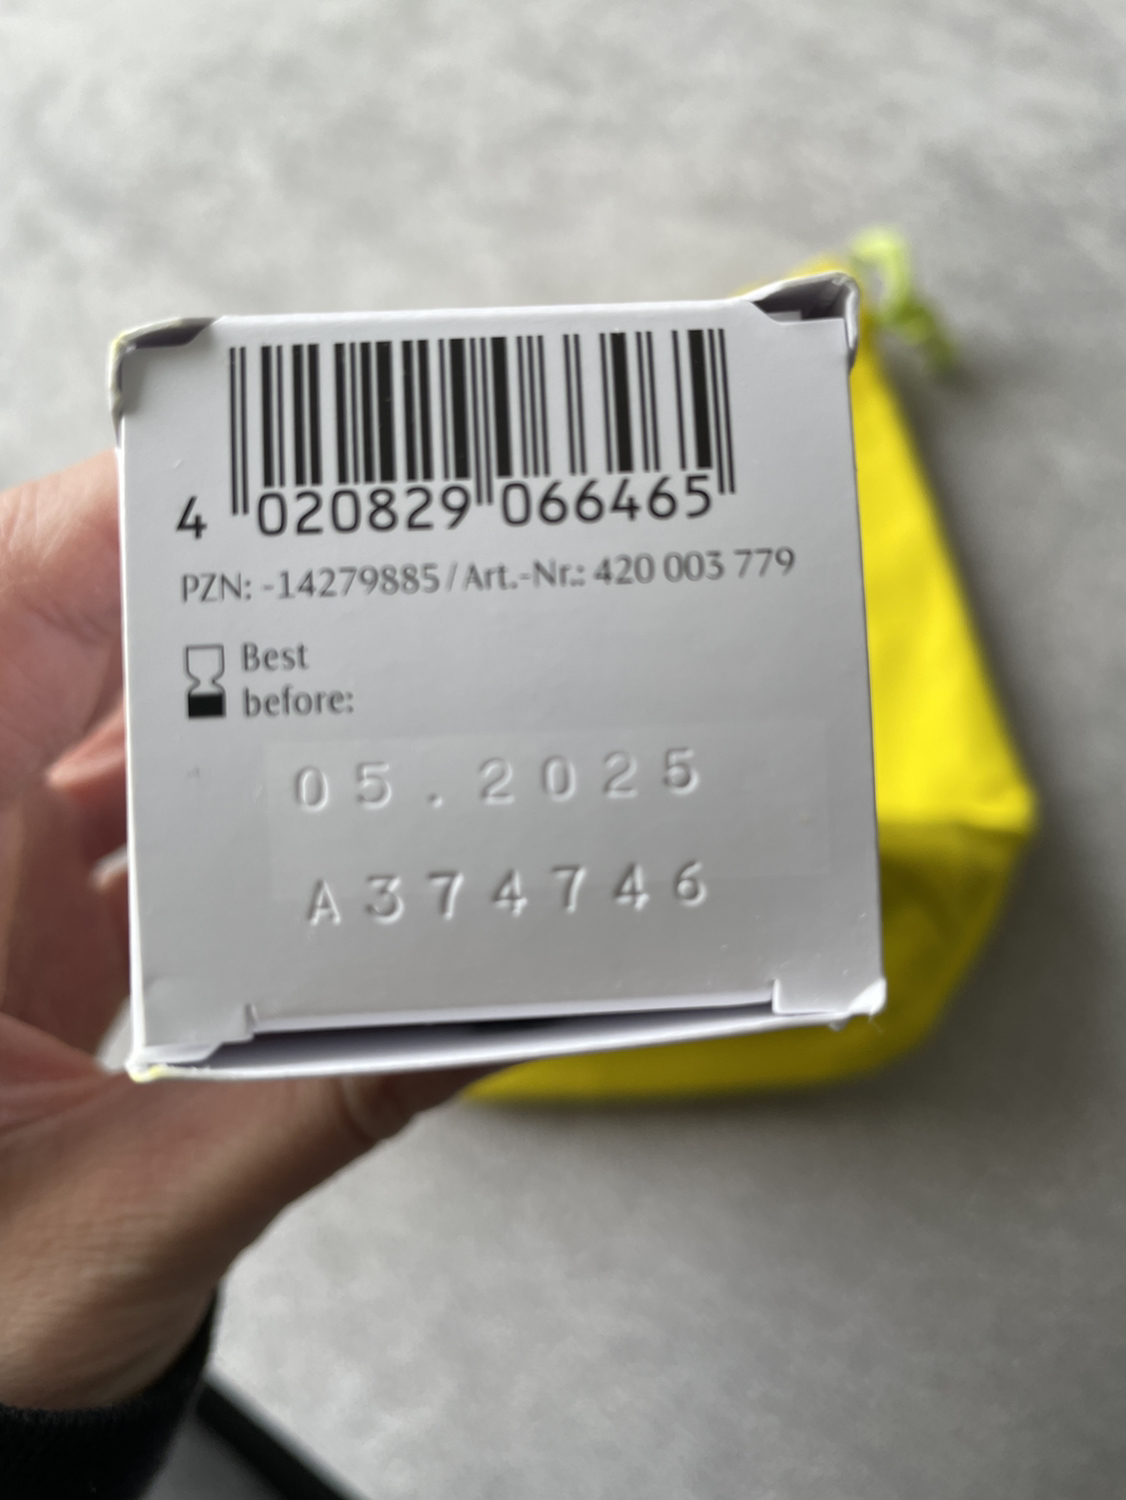 4 020829 066465
PZN: -14279885 / Art.-Nr.: 420 003 779
Best
before:
05.2025
A374746